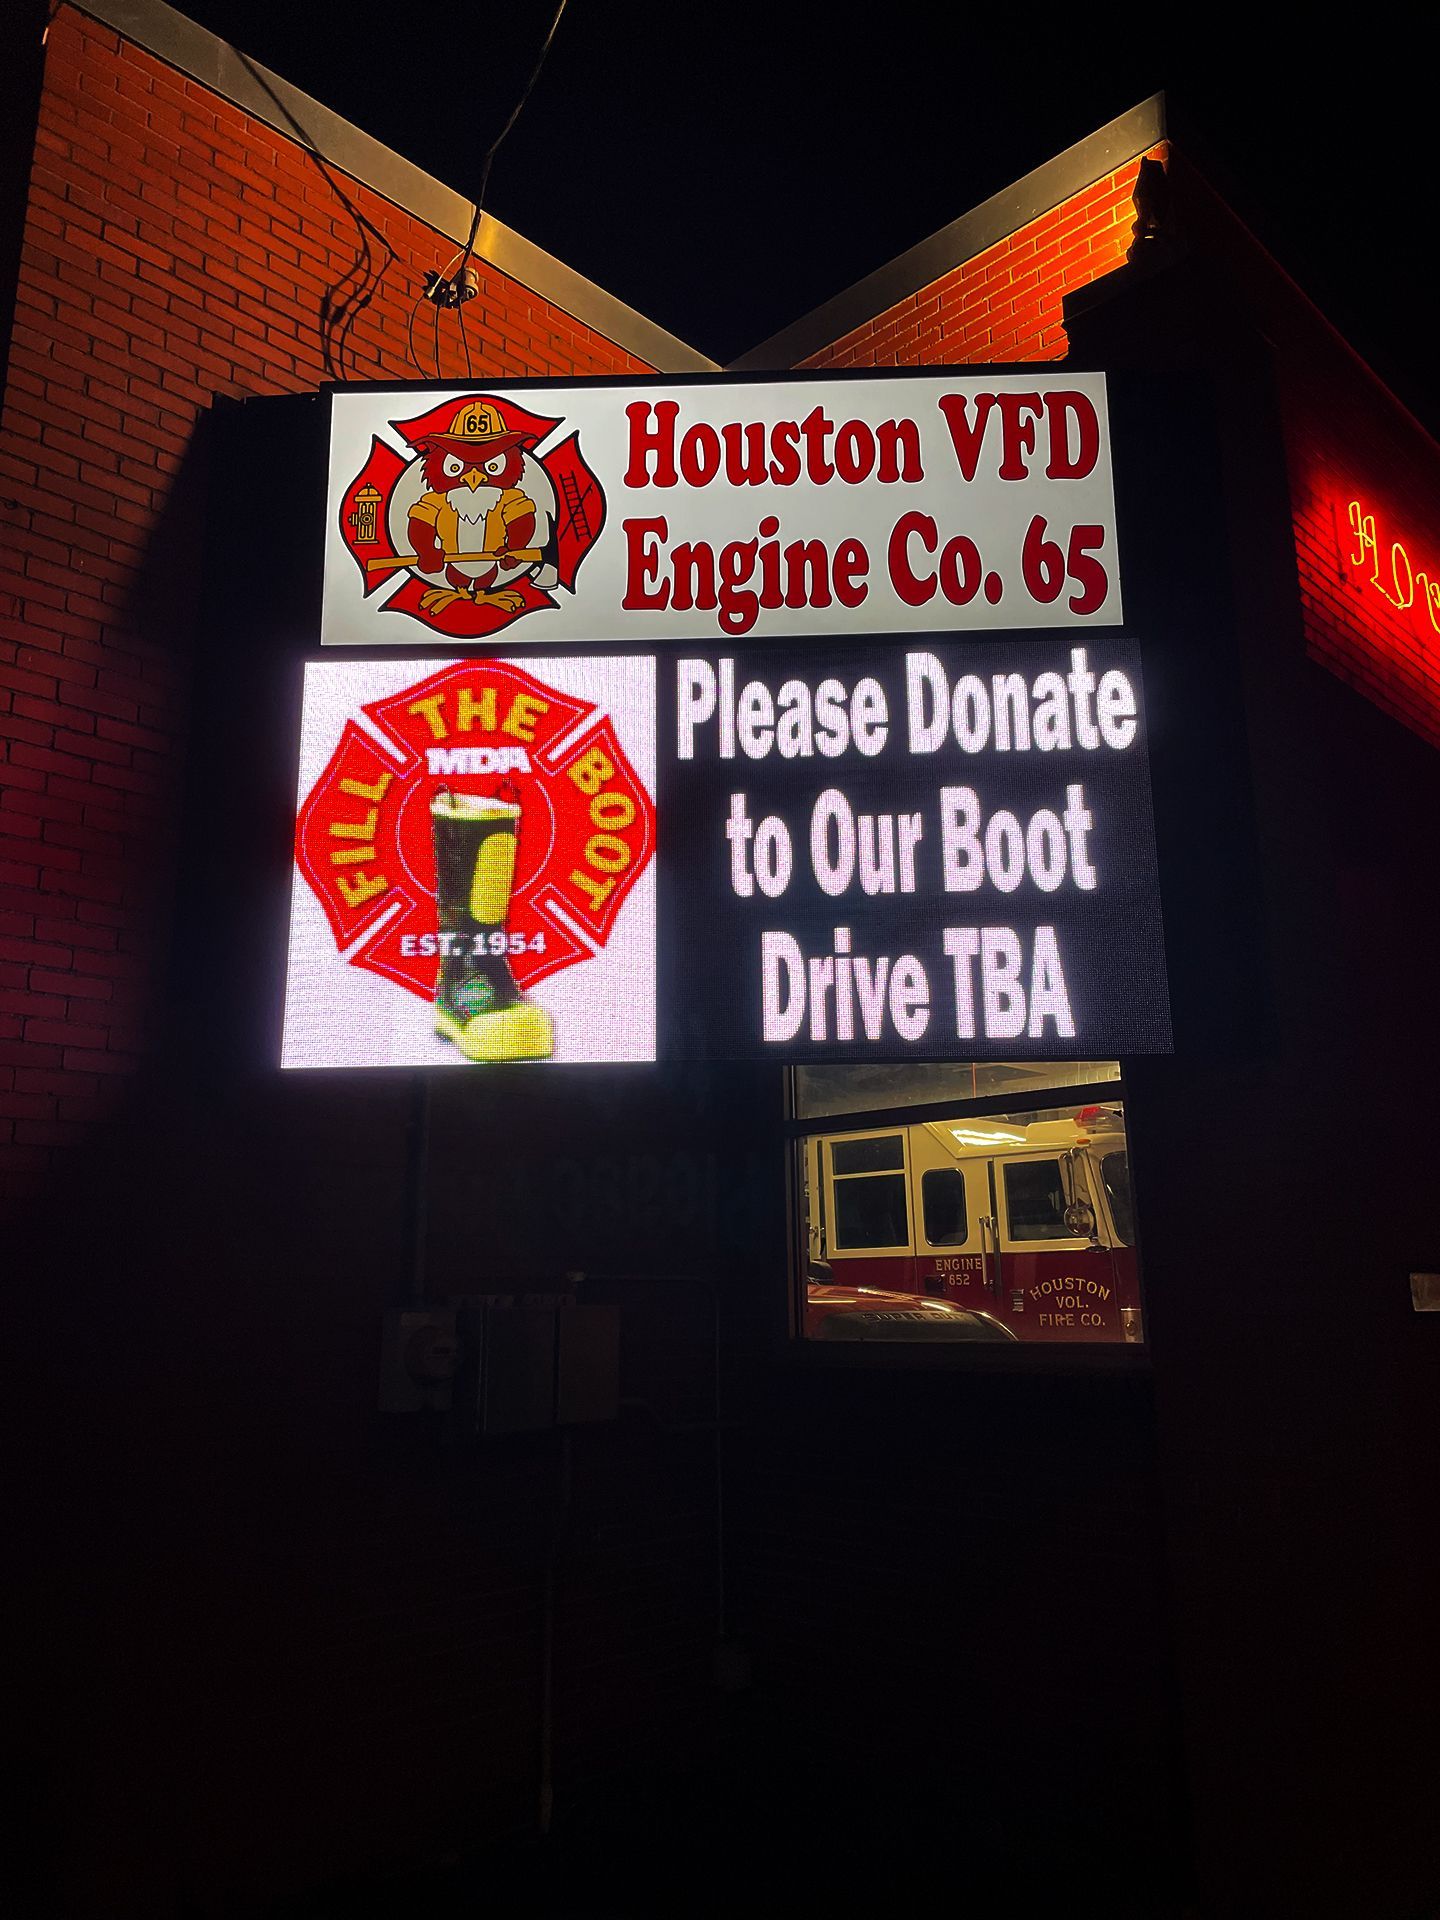 65
Houston VFD
Engine Co. 65
FILL THE BOOT
MDA
EST. 1954
Please Donate
to Our Boot
Drive TBA
ENGINE
652
HOUSTON
VOL.
FIRE CO.